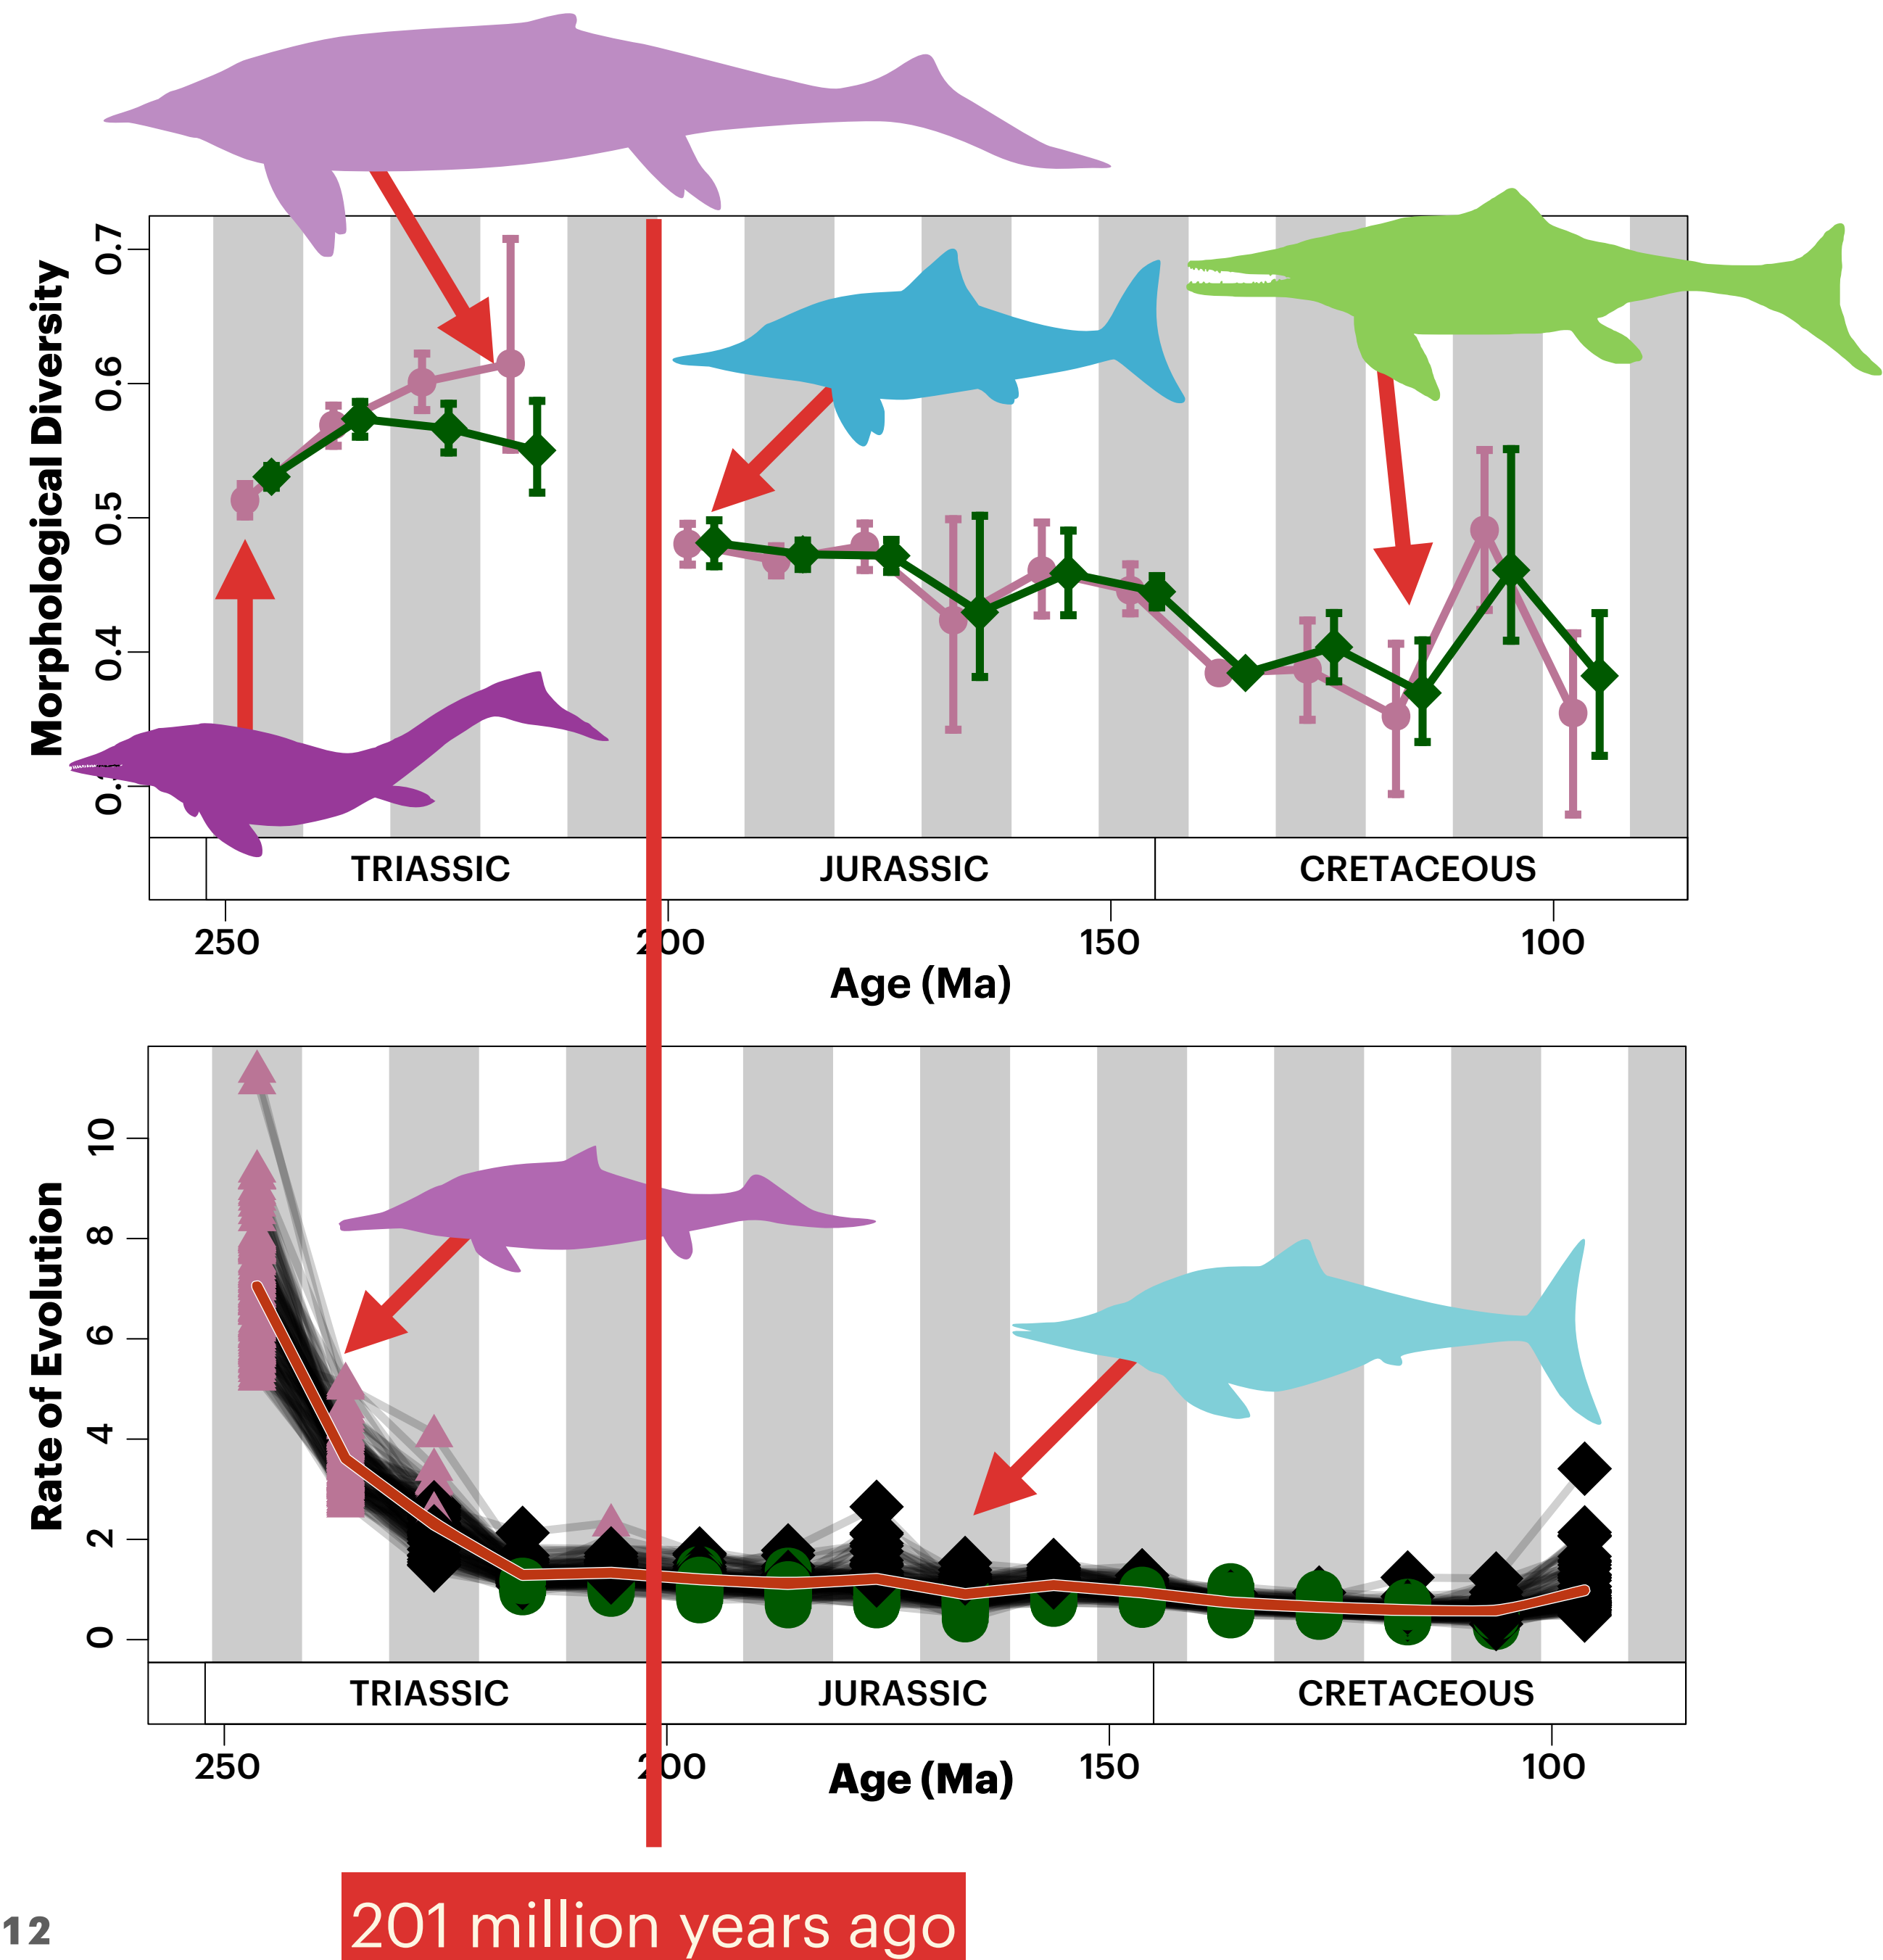 Morphological Diversity
0.7
0.6
0.5
0.4
0.
TRIASSIC JURASSIC CRETACEOUS
250 200 150 100
Age (Ma)
Rate of Evolution
10
8
6
4
2
0
TRIASSIC JURASSIC CRETACEOUS
250 200 150 100
Age (Ma)
201 million years ago
12